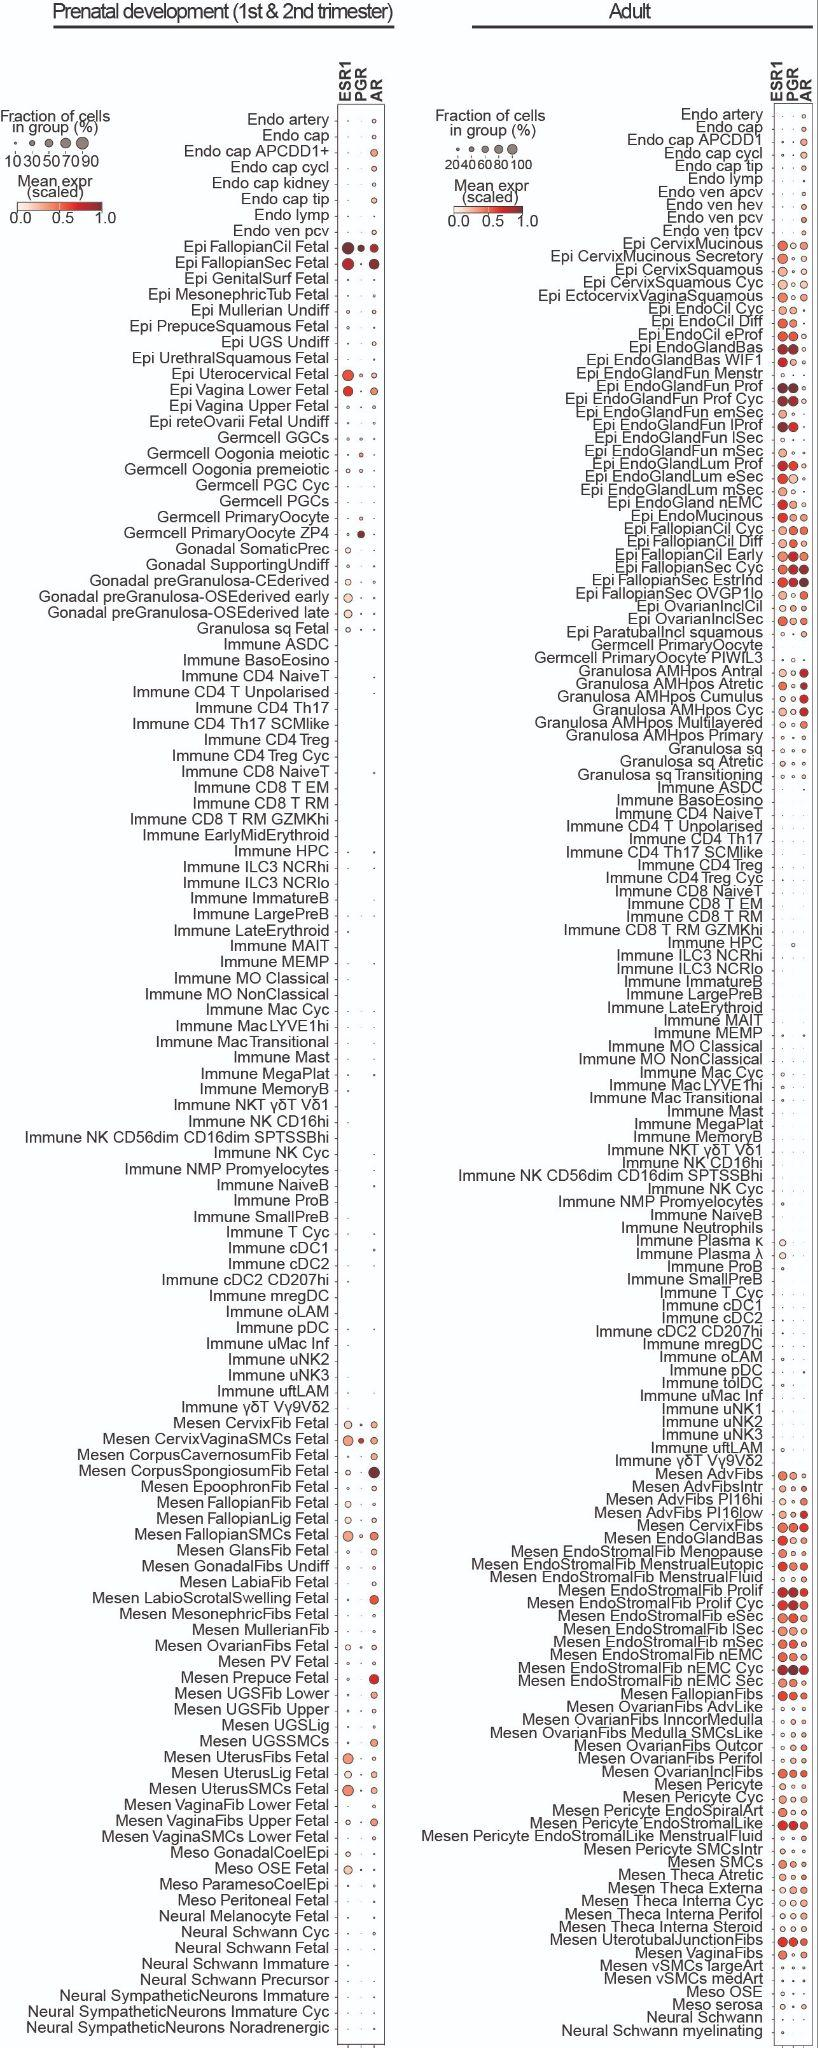 Prenatal development (1st & 2nd trimester)
ESR1
PGR
AR
Fraction of cells
in group (%)
10 30 50 70 90
Mean expr
(scaled)
0.0 0.5 1.0
Endo artery
Endo cap
Endo cap APCDD1+
Endo cap cycl
Endo cap kidney
Endo cap tip
Endo lymp
Endo ven pcv
Epi FallopianCil Fetal
Epi FallopianSec Fetal
Epi GenitalSurf Fetal
Epi MesonephricTub Fetal
Epi Mullerian Undiff
Epi PrepuceSquamous Fetal
Epi UGS Undiff
Epi UrethralSquamous Fetal
Epi Uterocervical Fetal
Epi Vagina Lower Fetal
Epi Vagina Upper Fetal
Epi reteOvarii Fetal Undiff
Germcell GGCs
Germcell Oogonia meiotic
Germcell Oogonia premeiotic
Germcell PGC Cyc
Germcell PGCs
Germcell PrimaryOocyte
Germcell PrimaryOocyte ZP4
Gonadal SomaticPrec
Gonadal SupportingUndiff
Gonadal preGranulosa-CEderived
Gonadal preGranulosa-OSEderived early
Gonadal preGranulosa-OSEderived late
Granulosa sq Fetal
Immune ASDC
Immune BasoEosino
Immune CD4 NaiveT
Immune CD4 T Unpolarised
Immune CD4 Th17
Immune CD4 Th17 SCMlike
Immune CD4 Treg
Immune CD4 Treg Cyc
Immune CD8 NaiveT
Immune CD8 T EM
Immune CD8 T RM
Immune CD8 T RM GZMKhi
Immune EarlyMidErythroid
Immune HPC
Immune ILC3 NCRhi
Immune ILC3 NCRlo
Immune ImmatureB
Immune LargePreB
Immune LateErythroid
Immune MAIT
Immune MEMP
Immune MO Classical
Immune MO NonClassical
Immune Mac Cyc
Immune Mac LYVE1hi
Immune Mac Transitional
Immune Mast
Immune MegaPlat
Immune MemoryB
Immune NKT γδT Vδ1
Immune NK CD16hi
Immune NK CD56dim CD16dim SPTSSBhi
Immune NK Cyc
Immune NMP Promyelocytes
Immune NaiveB
Immune ProB
Immune SmallPreB
Immune T Cyc
Immune cDC1
Immune cDC2
Immune cDC2 CD207hi
Immune mregDC
Immune oLAM
Immune pDC
Immune uMac Inf
Immune uNK2
Immune uNK3
Immune uftLAM
Immune γδT Vγ9Vδ2
Mesen CervixFib Fetal
Mesen CervixVaginaSMCs Fetal
Mesen CorpusCavernosumFib Fetal
Mesen CorpusSpongiosumFib Fetal
Mesen EpoophronFib Fetal
Mesen FallopianFib Fetal
Mesen FallopianLig Fetal
Mesen FallopianSMCs Fetal
Mesen GlansFib Fetal
Mesen GonadalFibs Undiff
Mesen LabiaFib Fetal
Mesen LabioScrotalSwelling Fetal
Mesen MesonephricFibs Fetal
Mesen MullerianFib
Mesen OvarianFibs Fetal
Mesen PV Fetal
Mesen Prepuce Fetal
Mesen UGSFib Lower
Mesen UGSFib Upper
Mesen UGSLig
Mesen UGSSMCs
Mesen UterusFibs Fetal
Mesen UterusLig Fetal
Mesen UterusSMCs Fetal
Mesen VaginaFib Lower Fetal
Mesen VaginaFibs Upper Fetal
Mesen VaginaSMCs Lower Fetal
Meso GonadalCoelEpi
Meso OSE Fetal
Meso ParamesoCoelEpi
Meso Peritoneal Fetal
Neural Melanocyte Fetal
Neural Schwann Cyc
Neural Schwann Fetal
Neural Schwann Immature
Neural Schwann Precursor
Neural SympatheticNeurons Immature
Neural SympatheticNeurons Immature Cyc
Neural SympatheticNeurons Noradrenergic
Adult
ESR1
PGR
AR
Fraction of cells
in group (%)
20 40 60 80 100
Mean expr
(scaled)
0.0 0.5 1.0
Endo artery
Endo cap
Endo cap APCDD1
Endo cap cycl
Endo cap tip
Endo lymp
Endo ven apcv
Endo ven hev
Endo ven pcv
Endo ven tpcv
Epi CervixMucinous
Epi CervixMucinous Secretory
Epi CervixSquamous
Epi CervixSquamous Cyc
Epi EctocervixVaginaSquamous
Epi EndoCil Cyc
Epi EndoCil Diff
Epi EndoCil eProf
Epi EndoGlandBas
Epi EndoGlandBas WIF1
Epi EndoGlandFun Menstr
Epi EndoGlandFun Prof
Epi EndoGlandFun Prof Cyc
Epi EndoGlandFun emSec
Epi EndoGlandFun lProf
Epi EndoGlandFun lSec
Epi EndoGlandFun mSec
Epi EndoGlandLum Prof
Epi EndoGlandLum eSec
Epi EndoGlandLum mSec
Epi EndoGland nEMC
Epi EndoMucinous
Epi FallopianCil Cyc
Epi FallopianCil Diff
Epi FallopianCil Early
Epi FallopianSec Cyc
Epi FallopianSec EstrInd
Epi FallopianSec OVGP1lo
Epi OvarianInclCil
Epi OvarianInclSec
Epi ParatubalIncl squamous
Germcell PrimaryOocyte
Germcell PrimaryOocyte PIWIL3
Granulosa AMHpos Antral
Granulosa AMHpos Atretic
Granulosa AMHpos Cumulus
Granulosa AMHpos Cyc
Granulosa AMHpos Multilayered
Granulosa AMHpos Primary
Granulosa sq
Granulosa sq Atretic
Granulosa sq Transitioning
Immune ASDC
Immune BasoEosino
Immune CD4 NaiveT
Immune CD4 T Unpolarised
Immune CD4 Th17
Immune CD4 Th17 SCMlike
Immune CD4 Treg
Immune CD4 Treg Cyc
Immune CD8 NaiveT
Immune CD8 T EM
Immune CD8 T RM
Immune CD8 T RM GZMKhi
Immune HPC
Immune ILC3 NCRhi
Immune ILC3 NCRlo
Immune ImmatureB
Immune LargePreB
Immune LateErythroid
Immune MAIT
Immune MEMP
Immune MO Classical
Immune MO NonClassical
Immune Mac Cyc
Immune Mac LYVE1hi
Immune Mac Transitional
Immune Mast
Immune MegaPlat
Immune MemoryB
Immune NKT γδT Vδ1
Immune NK CD16hi
Immune NK CD56dim CD16dim SPTSSBhi
Immune NK Cyc
Immune NMP Promyelocytes
Immune NaiveB
Immune Neutrophils
Immune Plasma κ
Immune Plasma λ
Immune ProB
Immune SmallPreB
Immune T Cyc
Immune cDC1
Immune cDC2
Immune cDC2 CD207hi
Immune mregDC
Immune oLAM
Immune pDC
Immune tolDC
Immune uMac Inf
Immune uNK1
Immune uNK2
Immune uNK3
Immune uftLAM
Immune γδT Vγ9Vδ2
Mesen AdvFibs
Mesen AdvFibsIntr
Mesen AdvFibs PI16hi
Mesen AdvFibs PI16low
Mesen CervixFibs
Mesen EndoGlandBas
Mesen EndoStromalFib Menopause
Mesen EndoStromalFib MenstrualEutopic
Mesen EndoStromalFib MenstrualFluid
Mesen EndoStromalFib Prolif
Mesen EndoStromalFib Prolif Cyc
Mesen EndoStromalFib eSec
Mesen EndoStromalFib lSec
Mesen EndoStromalFib mSec
Mesen EndoStromalFib nEMC
Mesen EndoStromalFib nEMC Cyc
Mesen EndoStromalFib nEMC Sec
Mesen FallopianFibs
Mesen OvarianFibs AdvLike
Mesen OvarianFibs InncorMedulla
Mesen OvarianFibs Medulla SMCsLike
Mesen OvarianFibs Outcor
Mesen OvarianFibs Perifol
Mesen OvarianInclFibs
Mesen Pericyte
Mesen Pericyte Cyc
Mesen Pericyte EndoSpiralArt
Mesen Pericyte EndoStromalLike
Mesen Pericyte EndoStromalLike MenstrualFluid
Mesen Pericyte SMCsIntr
Mesen SMCs
Mesen Theca Atretic
Mesen Theca Externa
Mesen Theca Interna Cyc
Mesen Theca Interna Perifol
Mesen Theca Interna Steroid
Mesen UterotubalJunctionFibs
Mesen VaginaFibs
Mesen vSMCs largeArt
Mesen vSMCs medArt
Meso OSE
Meso serosa
Neural Schwann
Neural Schwann myelinating